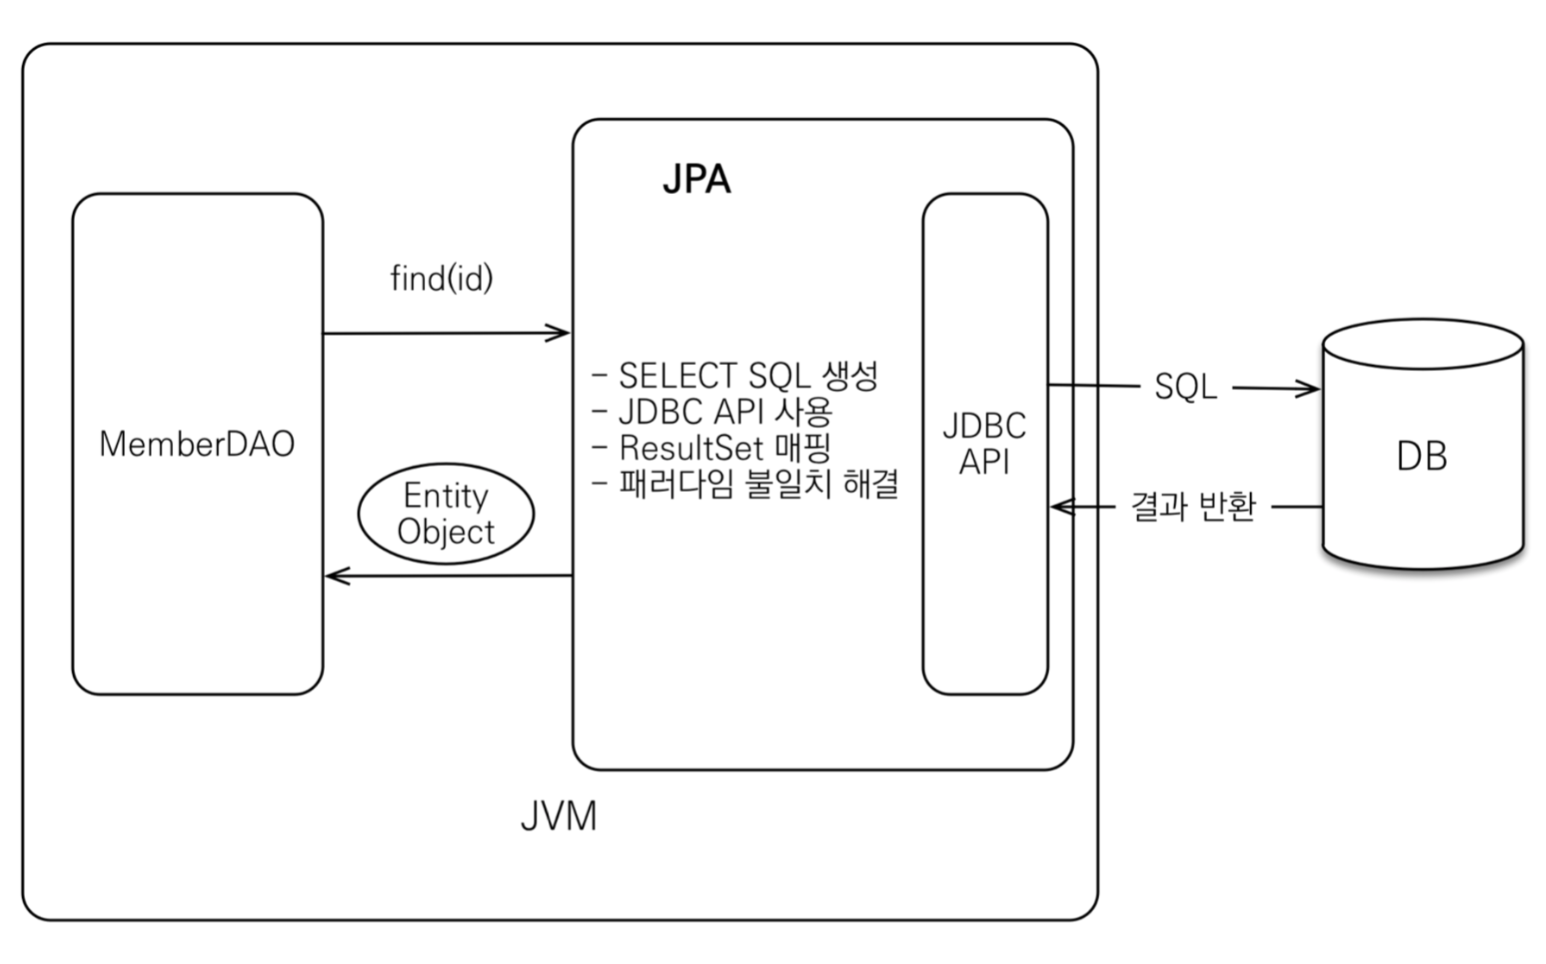 JPA
find(id)
- SELECT SQL 생성
- JDBC API 사용
- ResultSet 매핑
- 패러다임 불일치 해결
MemberDAO
Entity
Object
JDBC
API
SQL
DB
결과 반환
JVM